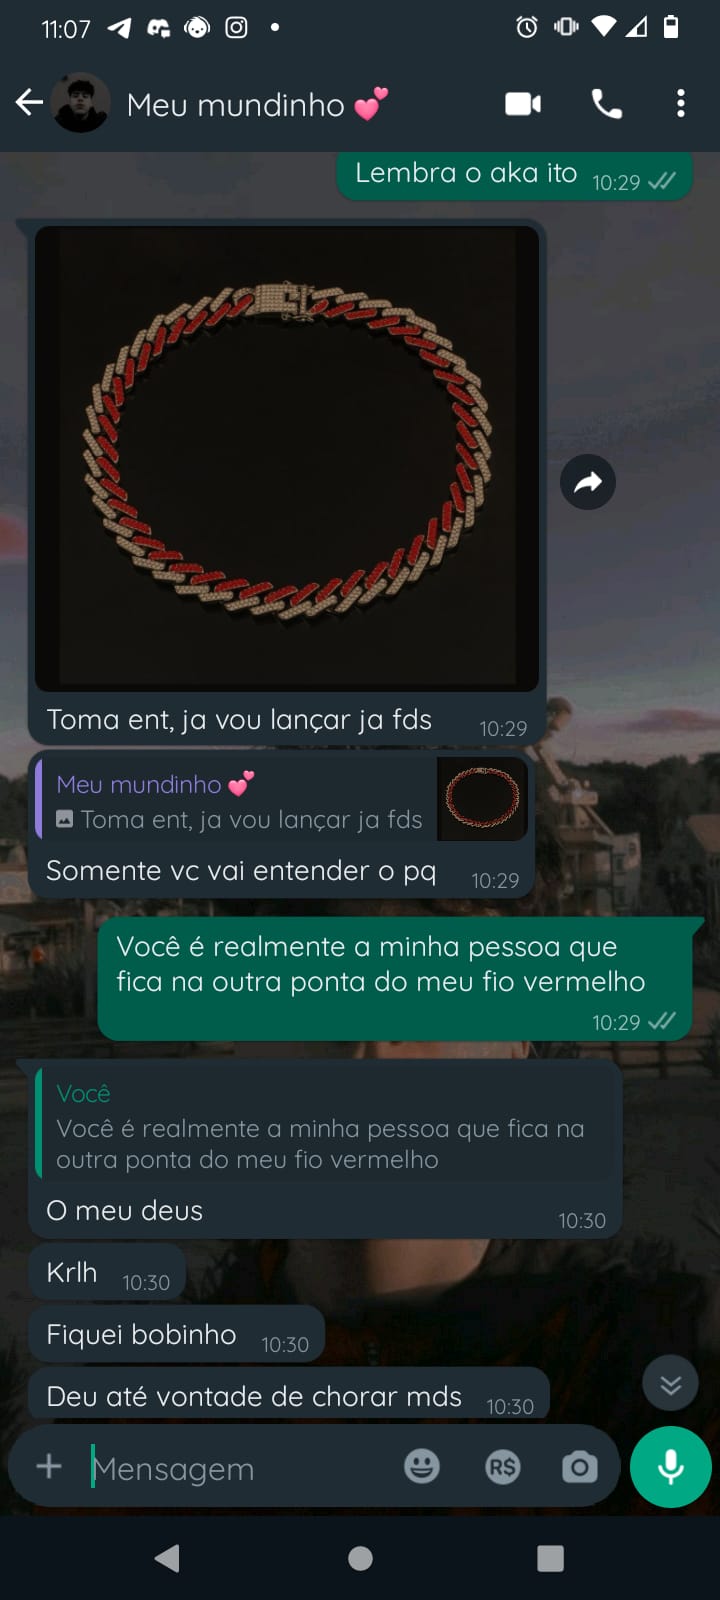 11:07
Meu mundinho 💕
Lembra o aka ito 10:29
Toma ent, ja vou lançar ja fds 10:29
Meu mundinho 💕
Toma ent, ja vou lançar ja fds
Somente vc vai entender o pq 10:29
Você é realmente a minha pessoa que
fica na outra ponta do meu fio vermelho
10:29
Você
Você é realmente a minha pessoa que fica na
outra ponta do meu fio vermelho
O meu deus 10:30
Krlh 10:30
Fiquei bobinho 10:30
Deu até vontade de chorar mds 10:30
Mensagem R$